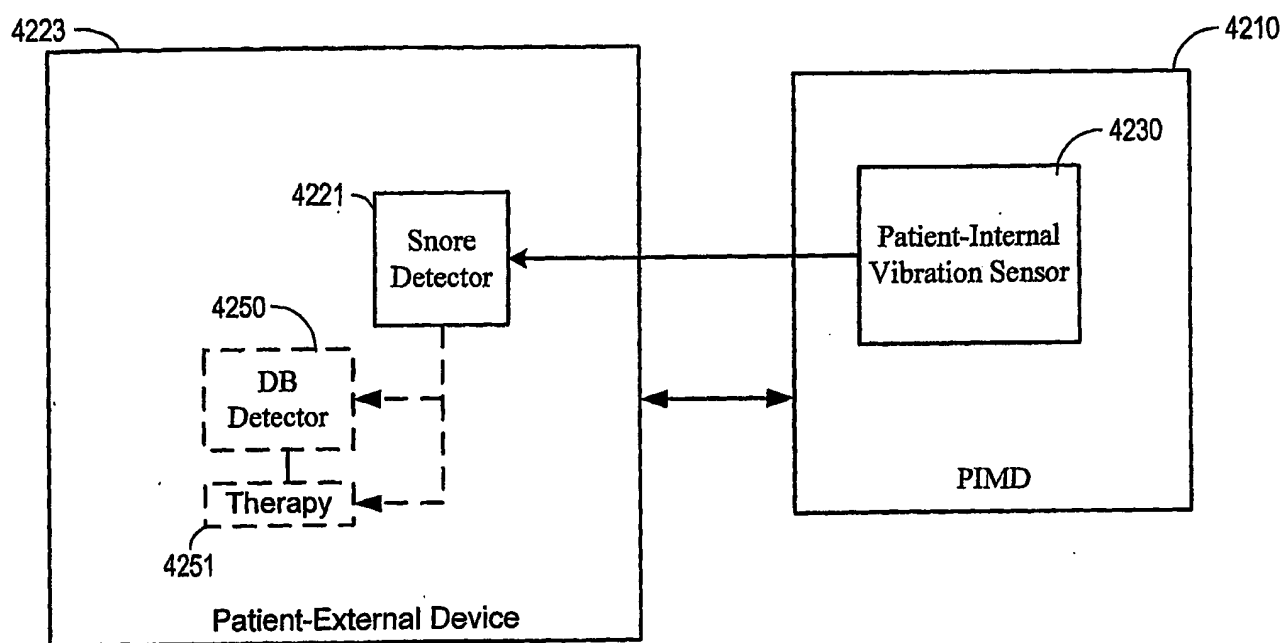 4223
4210
4230
4221
Snore
Detector
Patient-Internal
Vibration Sensor
4250
DB
Detector
Therapy
4251
PIMD
Patient-External Device